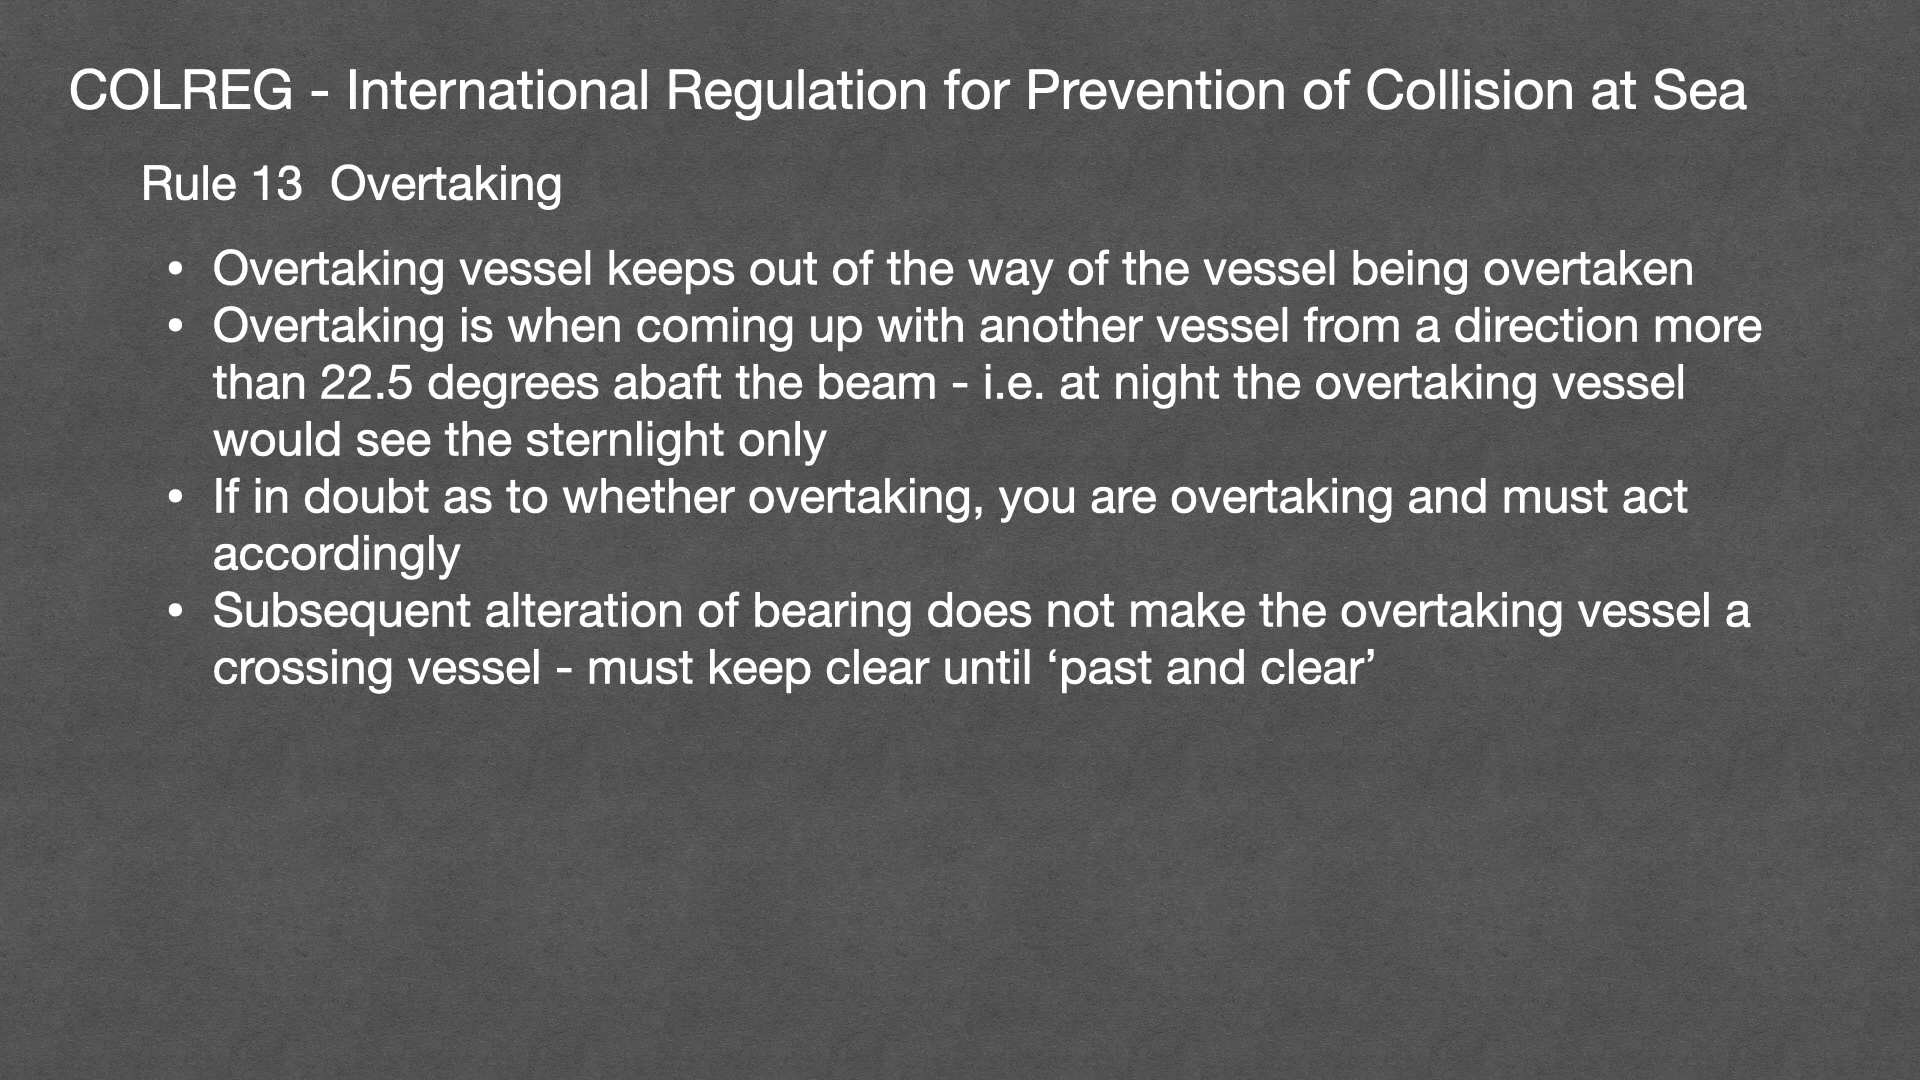 COLREG - International Regulation for Prevention of Collision at Sea
Rule 13  Overtaking
• Overtaking vessel keeps out of the way of the vessel being overtaken
• Overtaking is when coming up with another vessel from a direction more
than 22.5 degrees abaft the beam - i.e. at night the overtaking vessel
would see the sternlight only
• If in doubt as to whether overtaking, you are overtaking and must act
accordingly
• Subsequent alteration of bearing does not make the overtaking vessel a
crossing vessel - must keep clear until ‘past and clear’